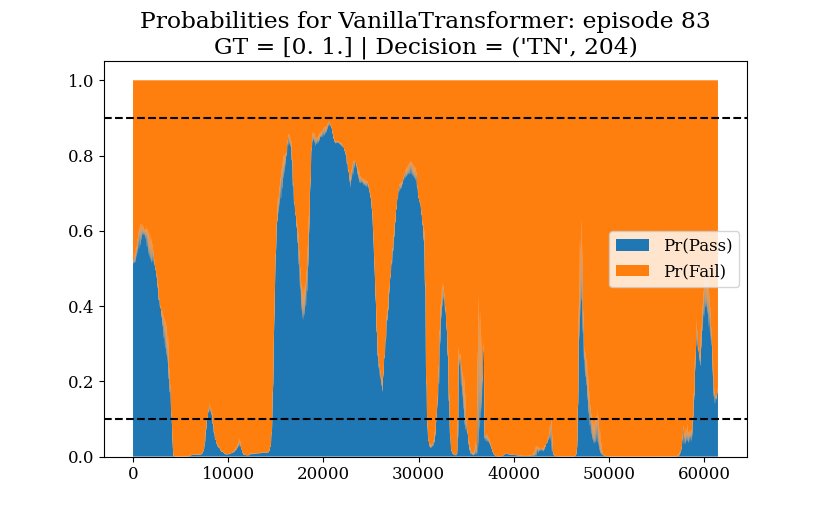 Probabilities for VanillaTransformer: episode 83
GT = [0. 1.] | Decision = ('TN', 204)
1.0
0.8
0.6
0.4
0.2
0.0
Pr(Pass)
Pr(Fail)
0 10000 20000 30000 40000 50000 60000